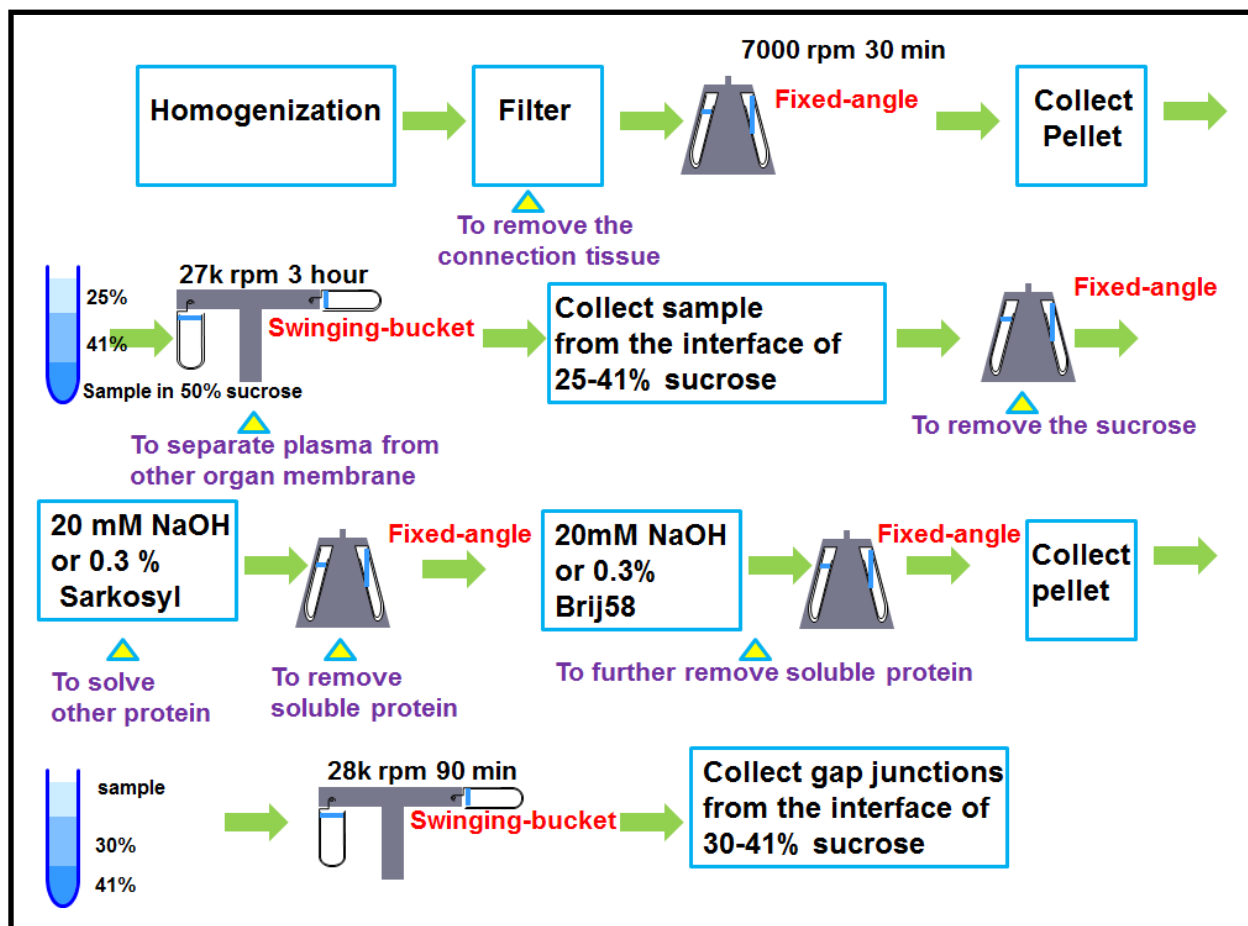 7000 rpm 30 min
Homogenization
Filter
Fixed-angle
Collect
Pellet
To remove the
connection tissue
25%
41%
Sample in 50% sucrose
27k rpm 3 hour
Swinging-bucket
To separate plasma from
other organ membrane
Collect sample
from the interface of
25-41% sucrose
Fixed-angle
To remove the sucrose
20 mM NaOH
or 0.3 %
Sarkosyl
To solve
other protein
Fixed-angle
To remove
soluble protein
20mM NaOH
or 0.3%
Brij58
To further remove soluble protein
Fixed-angle
Collect
pellet
sample
30%
41%
28k rpm 90 min
Swinging-bucket
Collect gap junctions
from the interface of
30-41% sucrose